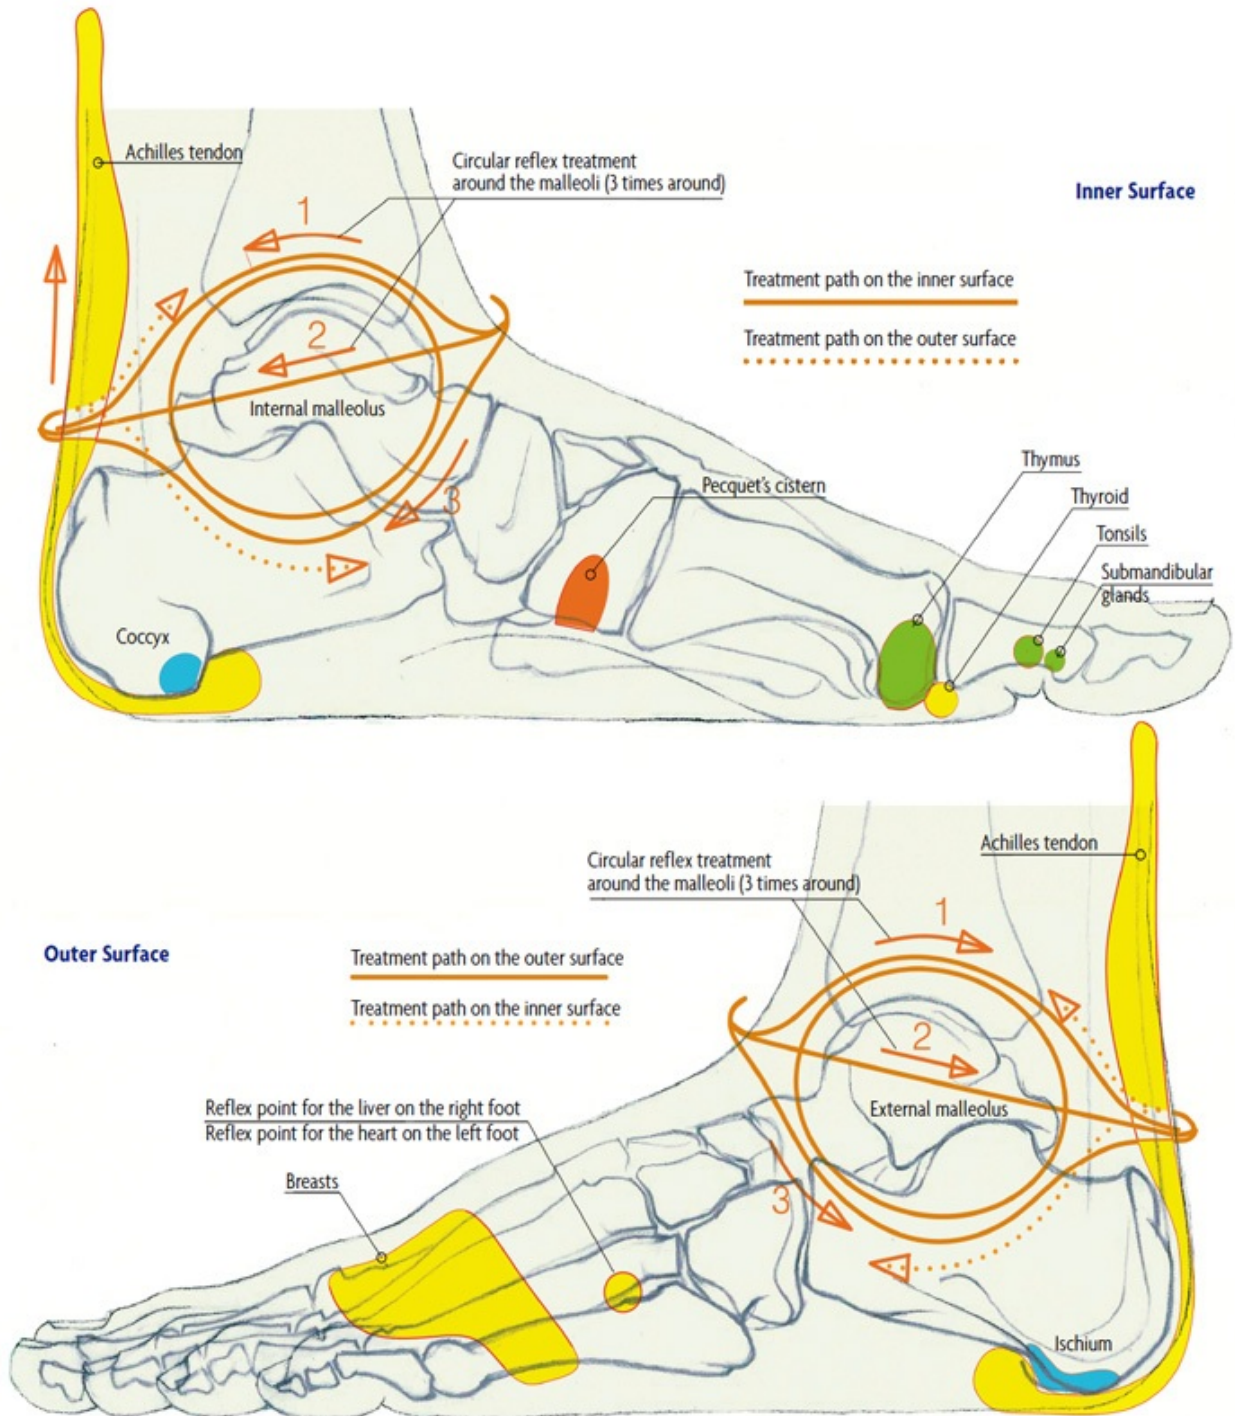 Achilles tendon
Circular reflex treatment
around the malleoli (3 times around)
Inner Surface
1
Treatment path on the inner surface
2
Treatment path on the outer surface
Internal malleolus
3
Pecquet's cistern
Thymus
Thyroid
Tonsils
Submandibular
glands
Coccyx
Circular reflex treatment
around the malleoli (3 times around)
Achilles tendon
1
Outer Surface
Treatment path on the outer surface
Treatment path on the inner surface
2
External malleolus
Reflex point for the liver on the right foot
Reflex point for the heart on the left foot
Breasts
3
Ischium